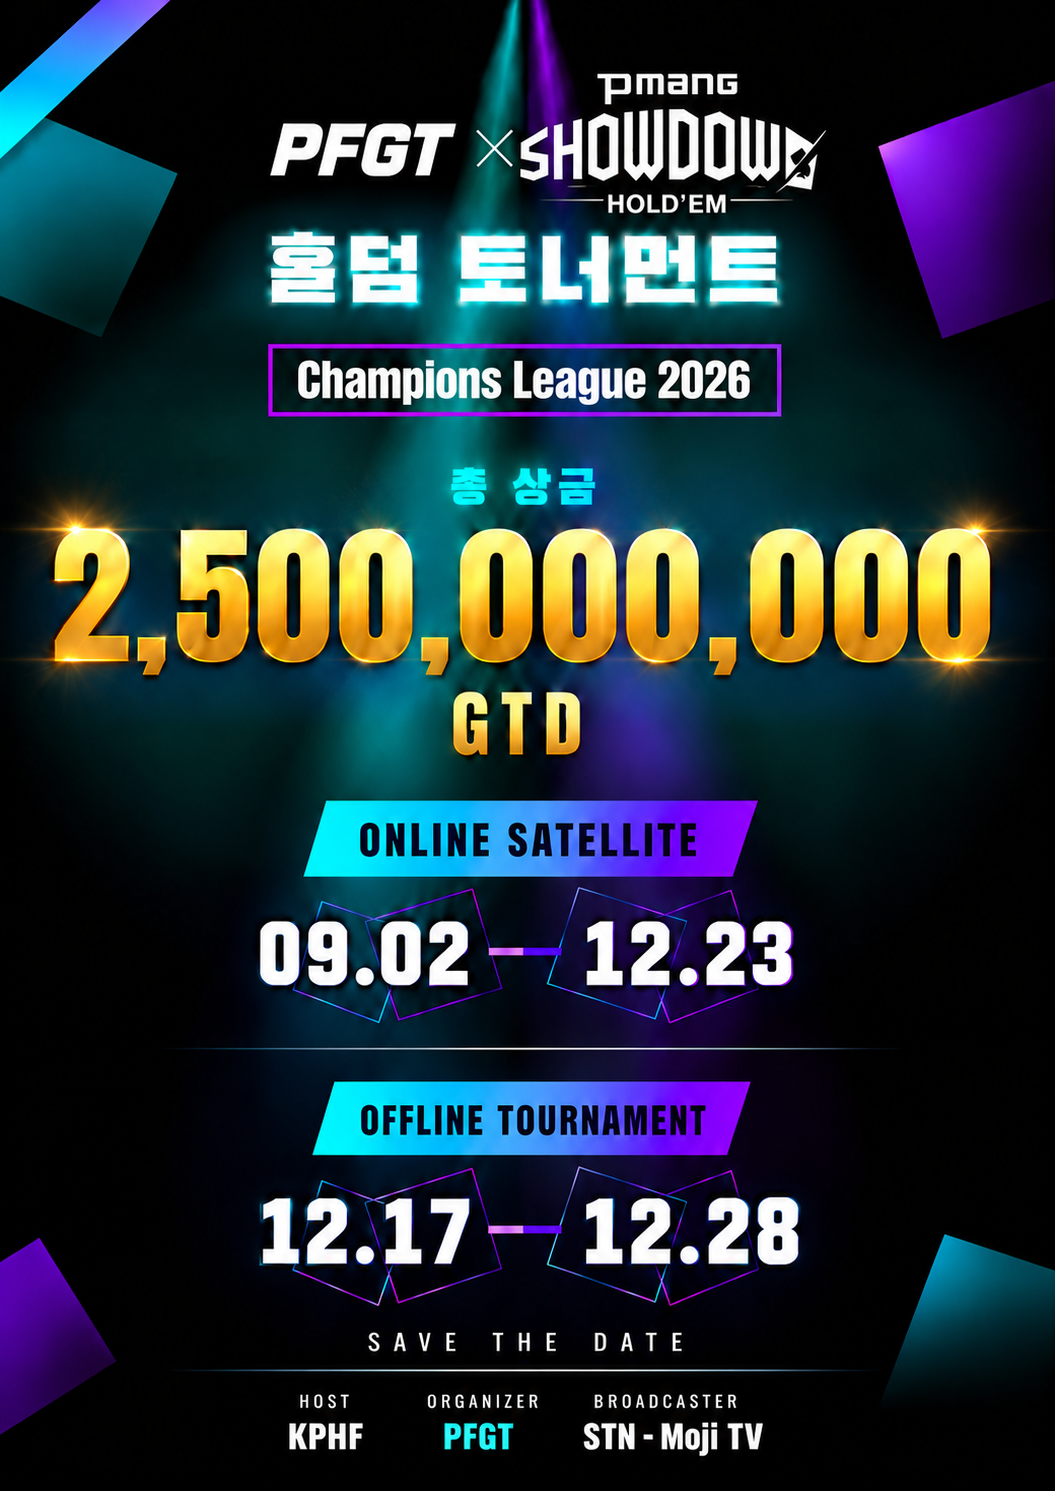 pmang
PFGT × SHOWDOWN
HOLD'EM
홀덤 토너먼트
Champions League 2026
총 상금
2,500,000,000
GTD
ONLINE SATELLITE
09.02 — 12.23
OFFLINE TOURNAMENT
12.17 — 12.28
SAVE THE DATE
HOST ORGANIZER BROADCASTER
KPHF PFGT STN - Moji TV